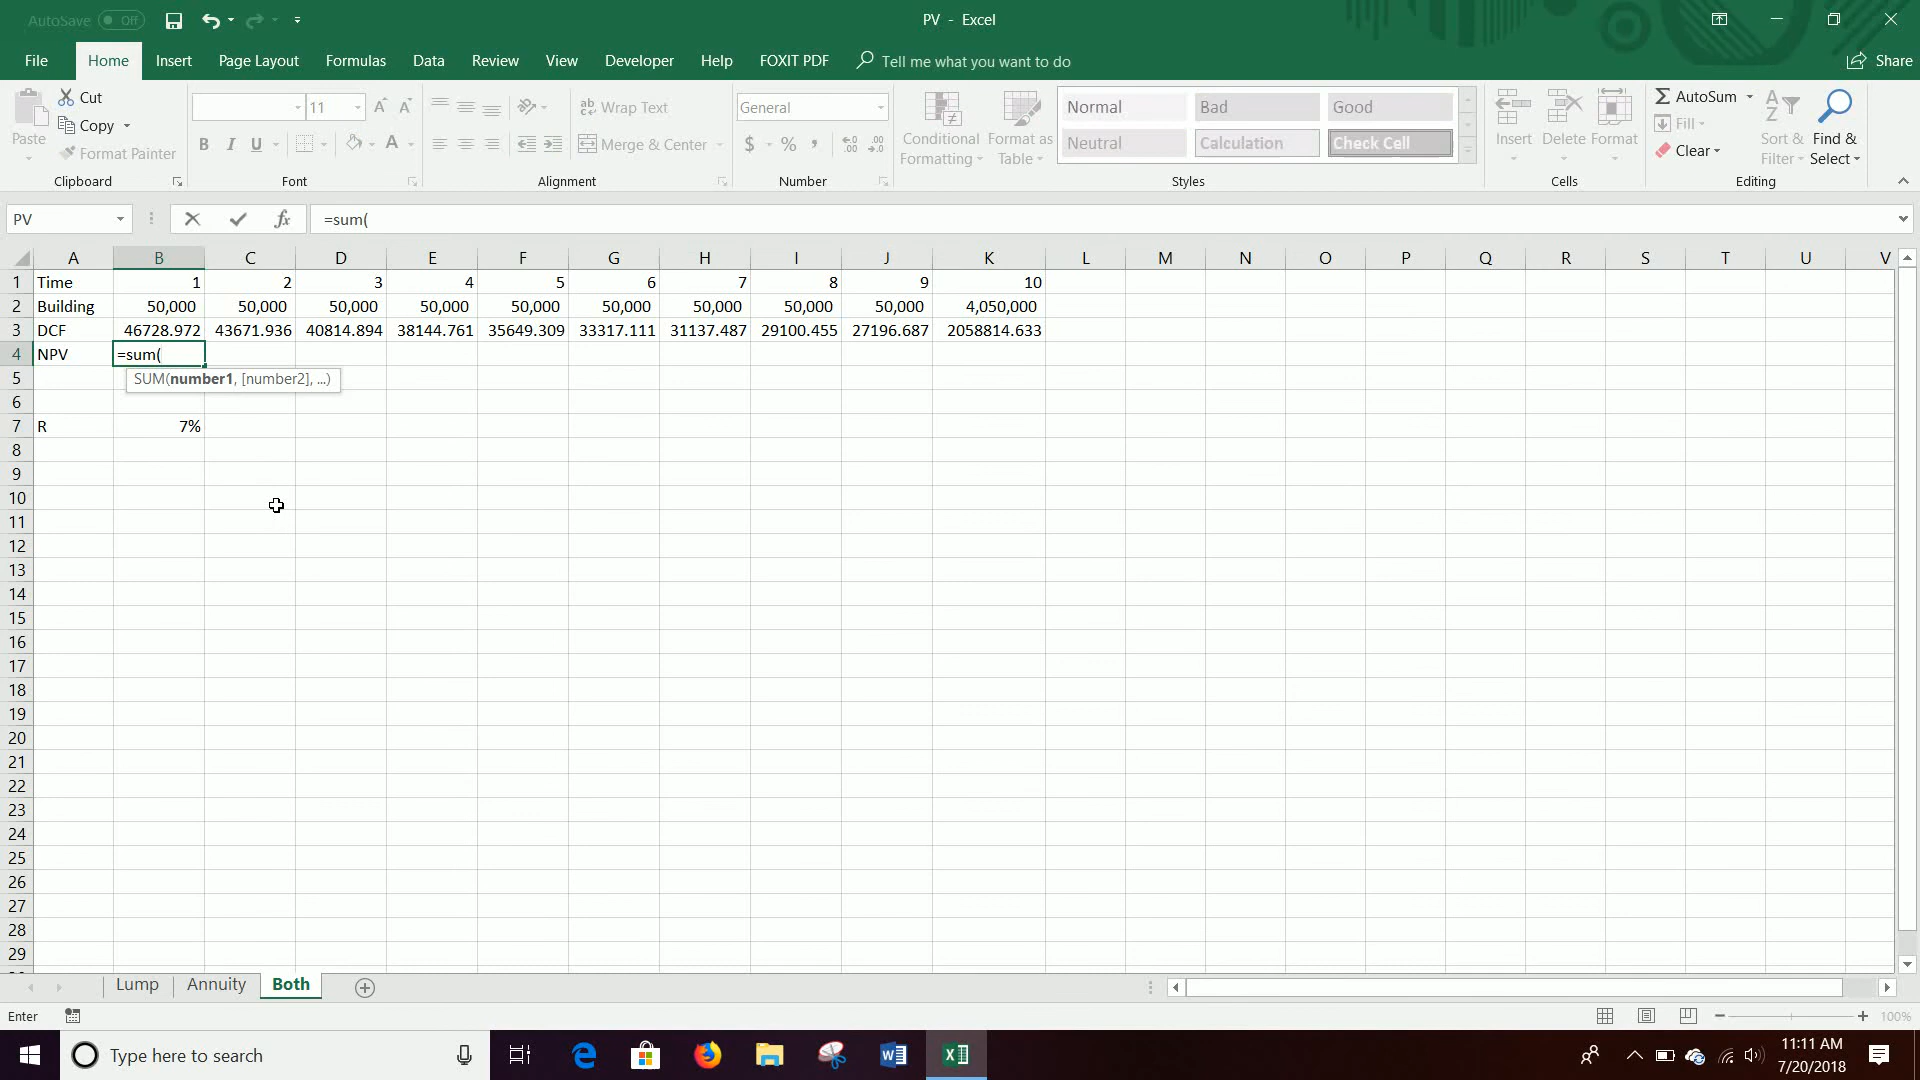 AutoSave Off
PV - Excel
File Home Insert Page Layout Formulas Data Review View Developer Help FOXIT PDF Tell me what you want to do Share
Paste
Cut
Copy
Format Painter
Clipboard
11
A A
B I U A
Font
Wrap Text
Merge & Center
Alignment
General
$ % ,
Number
Conditional Formatting
Format as Table
Normal Bad Good
Neutral Calculation Check Cell
Styles
Insert Delete Format
Cells
AutoSum
Fill
Clear
Sort & Filter
Find & Select
Editing
PV fx =sum(
A B C D E F G H I J K L M N O P Q R S T U V
1 Time 1 2 3 4 5 6 7 8 9 10
2 Building 50,000 50,000 50,000 50,000 50,000 50,000 50,000 50,000 50,000 4,050,000
3 DCF 46728.972 43671.936 40814.894 38144.761 35649.309 33317.111 31137.487 29100.455 27196.687 2058814.633
4 NPV =sum(
5 SUM(number1, [number2], ...)
6
7 R 7%
8
9
10
11
12
13
14
15
16
17
18
19
20
21
22
23
24
25
26
27
28
29
Lump Annuity Both
Enter
100%
Type here to search
11:11 AM
7/20/2018